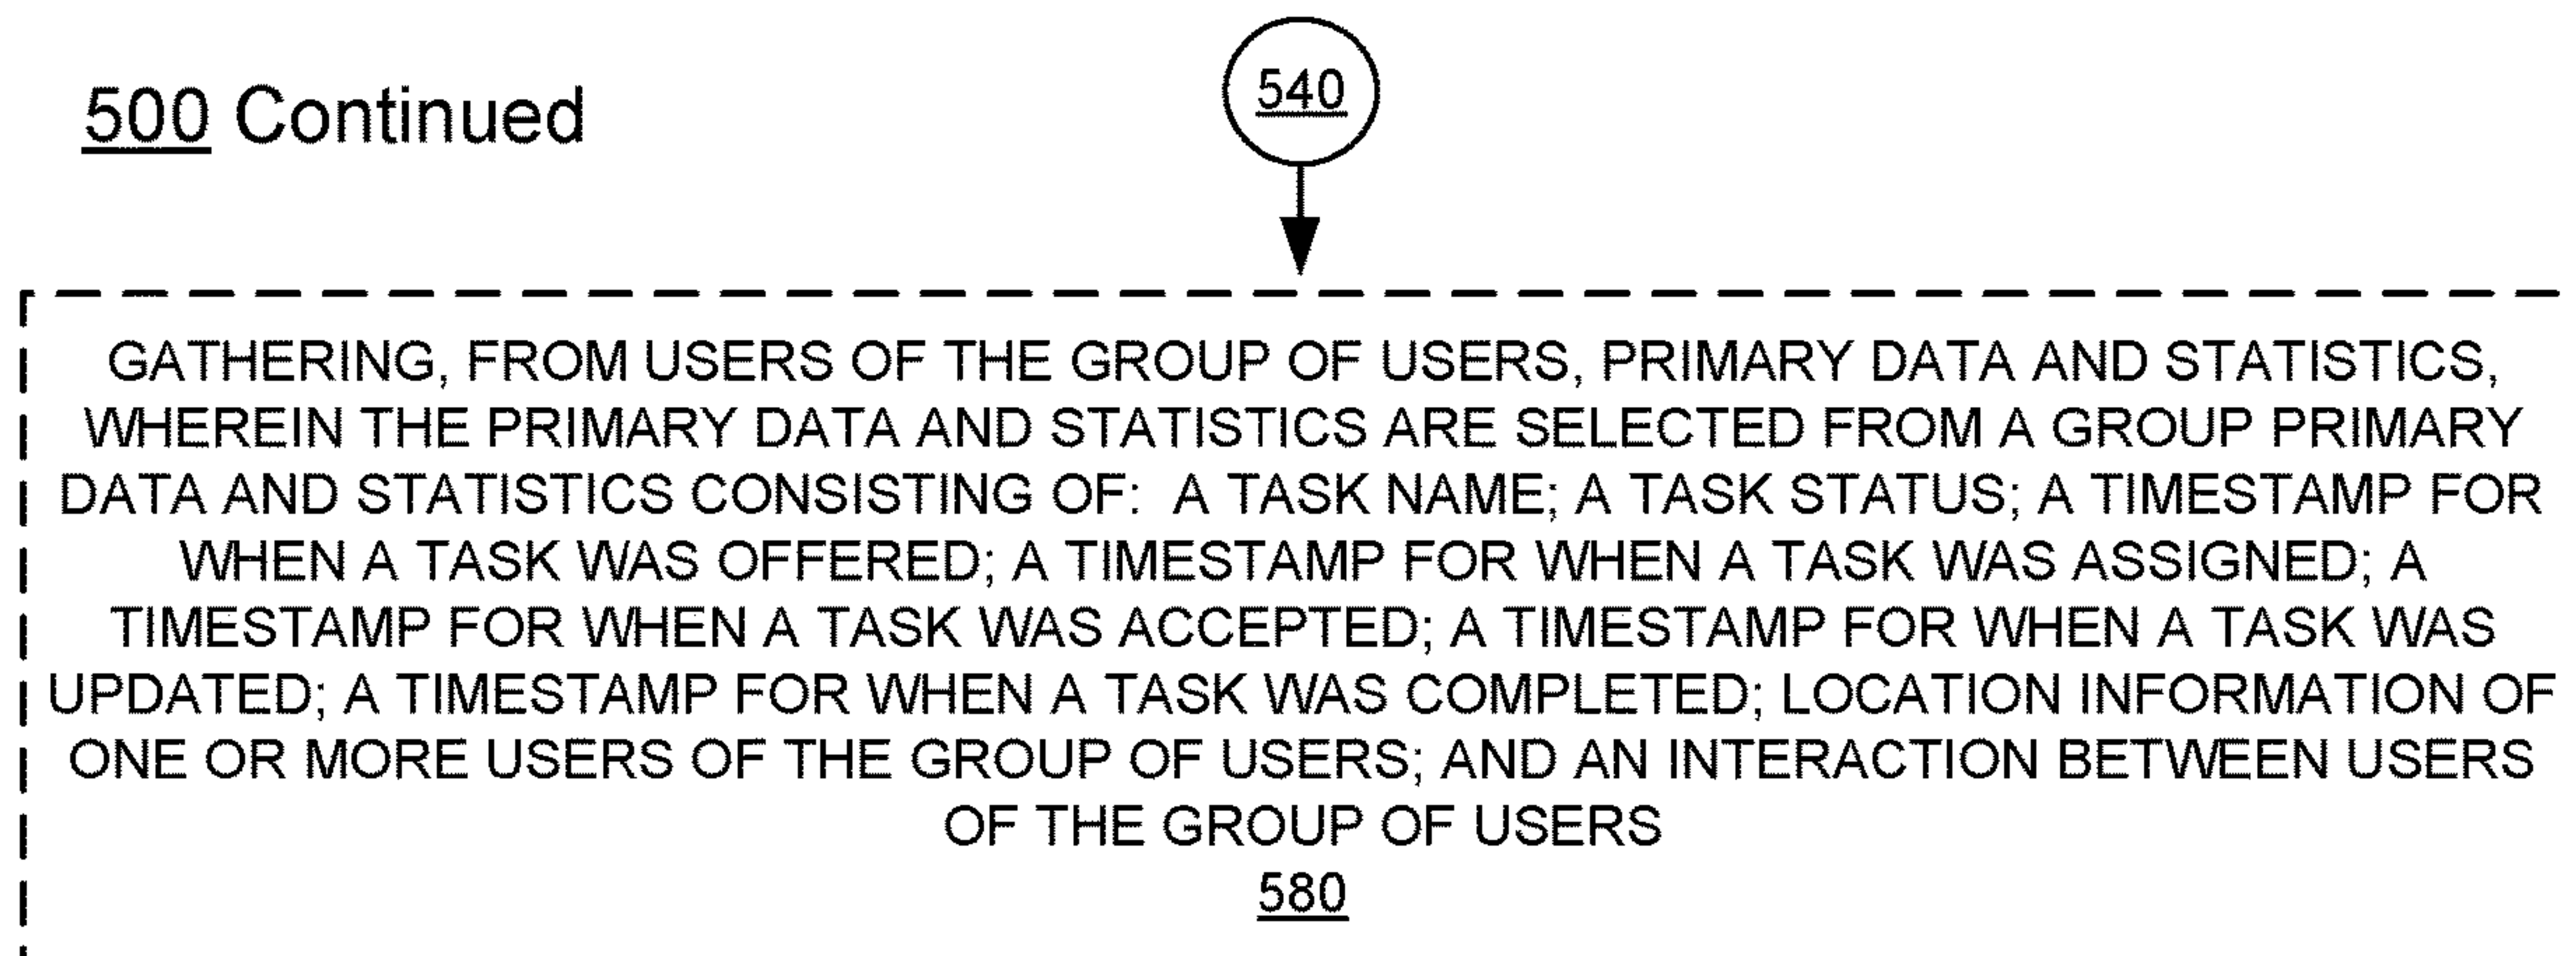 500 Continued
540
GATHERING, FROM USERS OF THE GROUP OF USERS, PRIMARY DATA AND STATISTICS,
WHEREIN THE PRIMARY DATA AND STATISTICS ARE SELECTED FROM A GROUP PRIMARY
DATA AND STATISTICS CONSISTING OF: A TASK NAME; A TASK STATUS; A TIMESTAMP FOR
WHEN A TASK WAS OFFERED; A TIMESTAMP FOR WHEN A TASK WAS ASSIGNED; A
TIMESTAMP FOR WHEN A TASK WAS ACCEPTED; A TIMESTAMP FOR WHEN A TASK WAS
UPDATED; A TIMESTAMP FOR WHEN A TASK WAS COMPLETED; LOCATION INFORMATION OF
ONE OR MORE USERS OF THE GROUP OF USERS; AND AN INTERACTION BETWEEN USERS
OF THE GROUP OF USERS
580